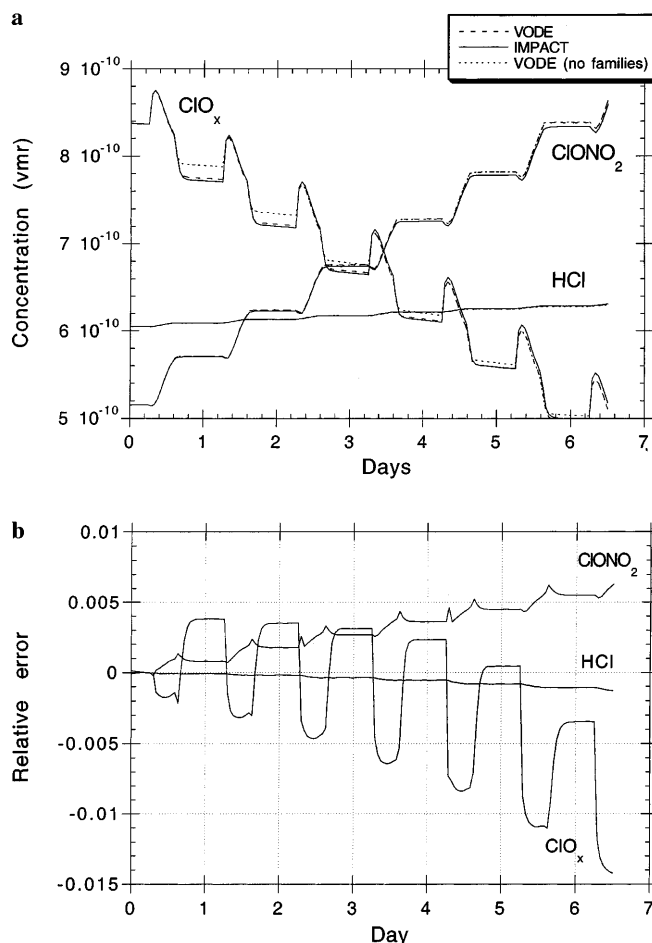 a
VODE
IMPACT
VODE (no families)
9 10⁻¹⁰
8 10⁻¹⁰
7 10⁻¹⁰
6 10⁻¹⁰
5 10⁻¹⁰
Concentration (vmr)
ClOₓ
ClONO₂
HCl
0 1 2 3 4 5 6 7
Days
b
0.01
0.005
0
-0.005
-0.01
-0.015
Relative error
ClONO₂
HCl
ClOₓ
0 1 2 3 4 5 6 7
Day